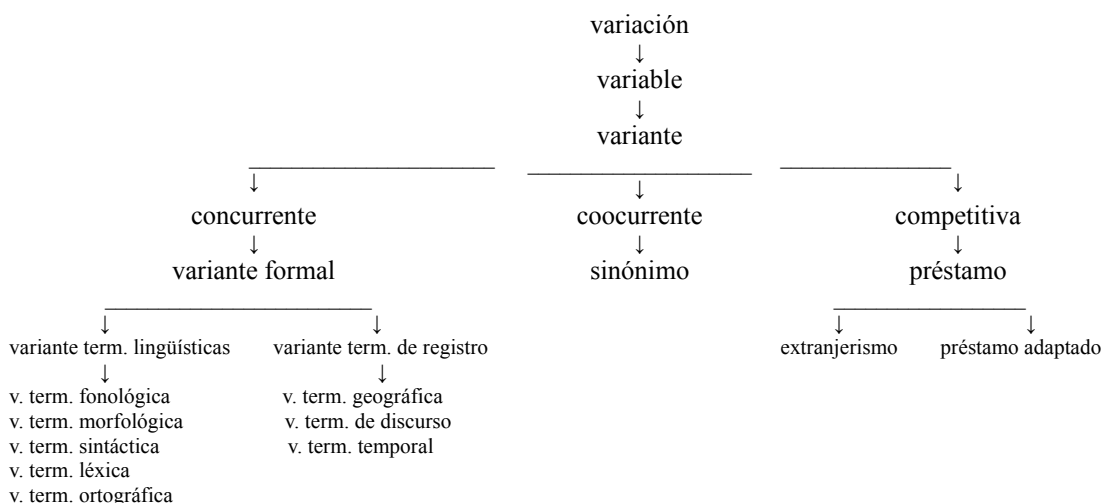 variación
↓
variable
↓
variante
↓ ↓ ↓
concurrente coocurrente competitiva
↓ ↓ ↓
variante formal sinónimo préstamo
↓ ↓ ↓ ↓
variante term. lingüísticas variante term. de registro extranjerismo préstamo adaptado
↓ ↓
v. term. fonológica v. term. geográfica
v. term. morfológica v. term. de discurso
v. term. sintáctica v. term. temporal
v. term. léxica
v. term. ortográfica